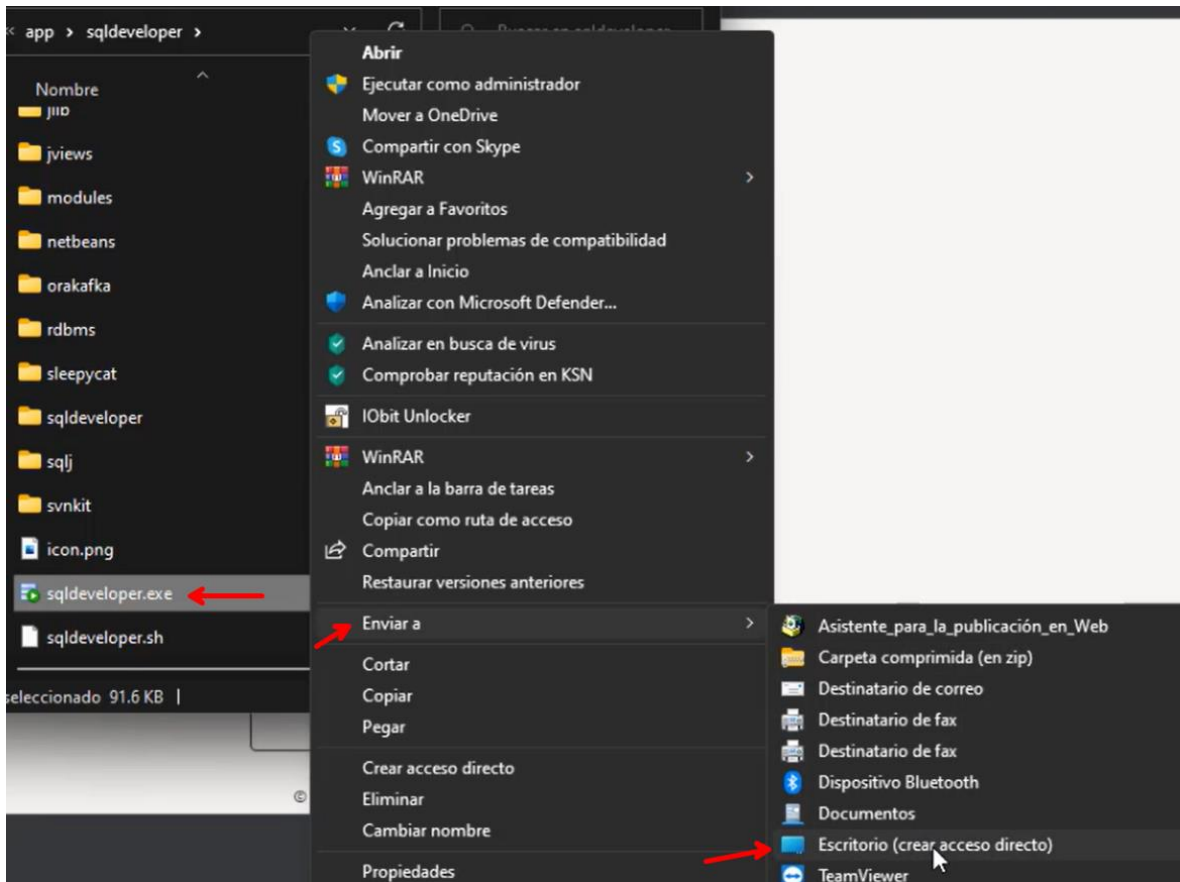 « app > sqldeveloper >
Nombre
jlib
jviews
modules
netbeans
orakafka
rdbms
sleepycat
sqldeveloper
sqlj
svnkit
icon.png
sqldeveloper.exe
sqldeveloper.sh
seleccionado 91.6 KB
©
Abrir
Ejecutar como administrador
Mover a OneDrive
Compartir con Skype
WinRAR
Agregar a Favoritos
Solucionar problemas de compatibilidad
Anclar a Inicio
Analizar con Microsoft Defender...
Analizar en busca de virus
Comprobar reputación en KSN
IObit Unlocker
WinRAR
Anclar a la barra de tareas
Copiar como ruta de acceso
Compartir
Restaurar versiones anteriores
Enviar a
Cortar
Copiar
Pegar
Crear acceso directo
Eliminar
Cambiar nombre
Propiedades
Asistente_para_la_publicación_en_Web
Carpeta comprimida (en zip)
Destinatario de correo
Destinatario de fax
Destinatario de fax
Dispositivo Bluetooth
Documentos
Escritorio (crear acceso directo)
TeamViewer